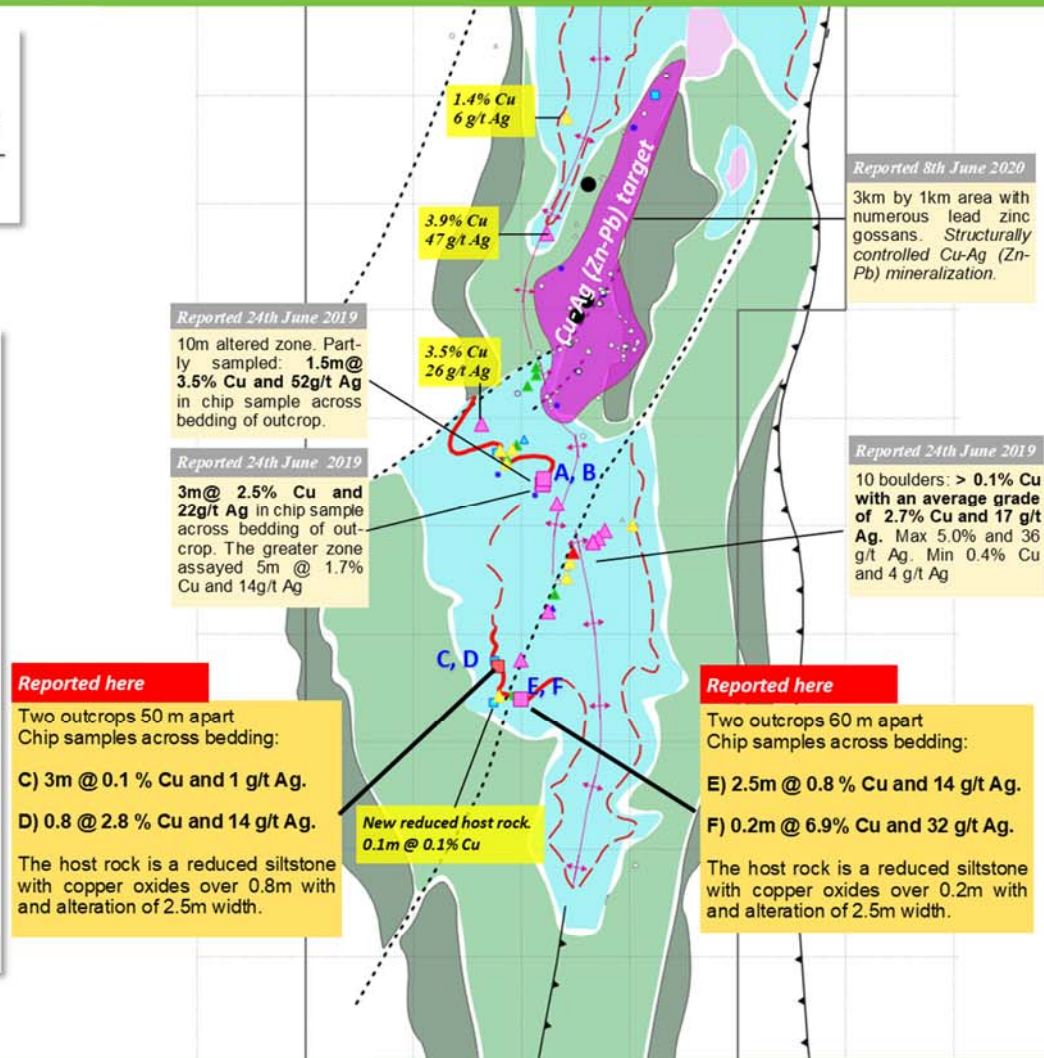 1.4% Cu
6 g/t Ag
Cu-Ag (Zn-Pb) target
Reported 8th June 2020
3km by 1km area with
numerous lead zinc
gossans. Structurally
controlled Cu-Ag (Zn-
Pb) mineralization.
3.9% Cu
47 g/t Ag
Reported 24th June 2019
10m altered zone. Part-
ly sampled: 1.5m@
3.5% Cu and 52g/t Ag
in chip sample across
bedding of outcrop.
3.5% Cu
26 g/t Ag
Reported 24th June 2019
3m@ 2.5% Cu and
22g/t Ag in chip sample
across bedding of out-
crop. The greater zone
assayed 5m @ 1.7%
Cu and 14g/t Ag
A, B
Reported 24th June 2019
10 boulders: > 0.1% Cu
with an average grade
of 2.7% Cu and 17 g/t
Ag. Max 5.0% and 36
g/t Ag. Min 0.4% Cu
and 4 g/t Ag
C, D
E, F
Reported here
Two outcrops 50 m apart
Chip samples across bedding:
C) 3m @ 0.1 % Cu and 1 g/t Ag.
D) 0.8 @ 2.8 % Cu and 14 g/t Ag.
The host rock is a reduced siltstone
with copper oxides over 0.8m with
and alteration of 2.5m width.
New reduced host rock.
0.1m @ 0.1% Cu
Reported here
Two outcrops 60 m apart
Chip samples across bedding:
E) 2.5m @ 0.8 % Cu and 14 g/t Ag.
F) 0.2m @ 6.9% Cu and 32 g/t Ag.
The host rock is a reduced siltstone
with copper oxides over 0.2m with
and alteration of 2.5m width.